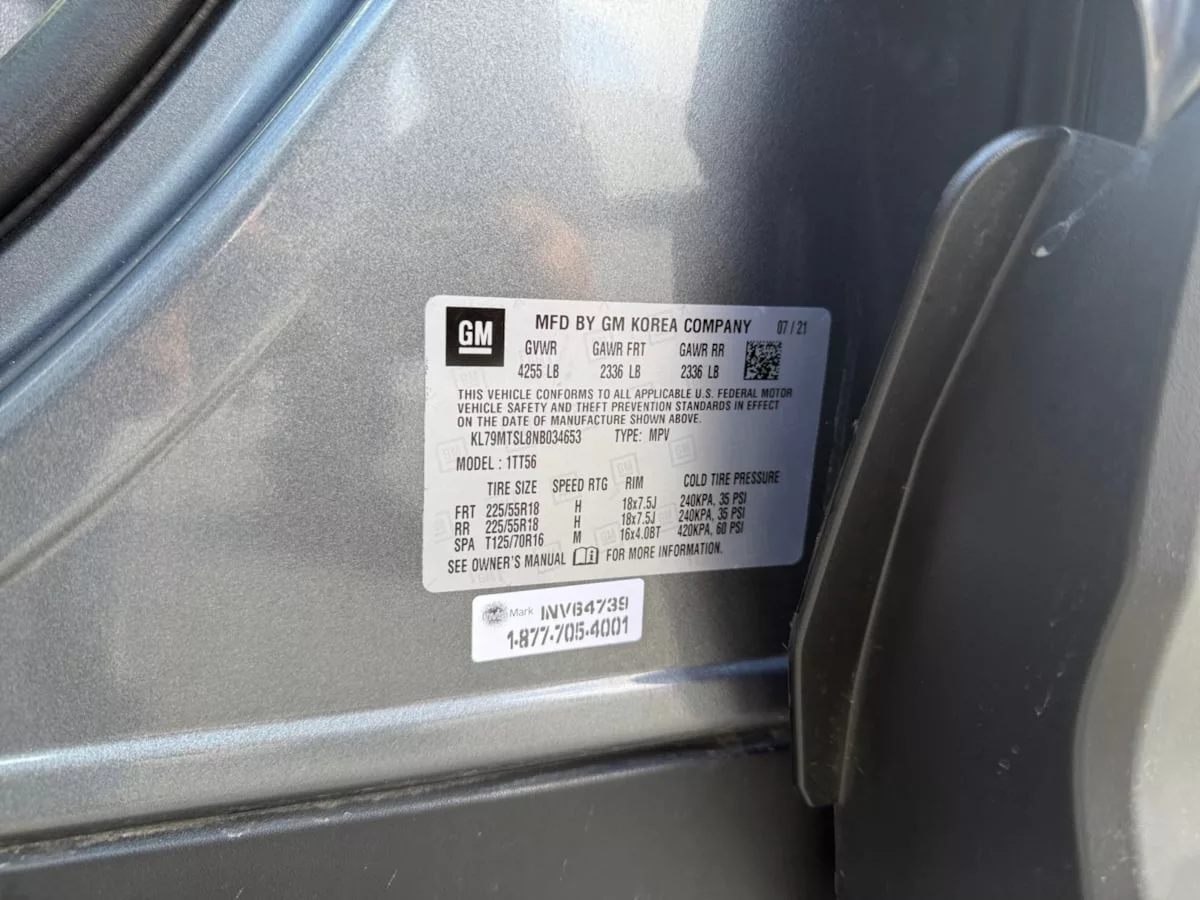 GM MFD BY GM KOREA COMPANY 07 / 21
GVWR GAWR FRT GAWR RR
4255 LB 2336 LB 2336 LB
THIS VEHICLE CONFORMS TO ALL APPLICABLE U.S. FEDERAL MOTOR
VEHICLE SAFETY AND THEFT PREVENTION STANDARDS IN EFFECT
ON THE DATE OF MANUFACTURE SHOWN ABOVE.
KL79MTSL8NB034653 TYPE: MPV
MODEL : 1TT56
TIRE SIZE SPEED RTG RIM COLD TIRE PRESSURE
FRT 225/55R18 H 18x7.5J 240KPA, 35 PSI
RR 225/55R18 H 18x7.5J 240KPA, 35 PSI
SPA T125/70R16 M 16x4.0BT 420KPA, 60 PSI
SEE OWNER'S MANUAL FOR MORE INFORMATION.
Mark INV64739
1-877-705-4001